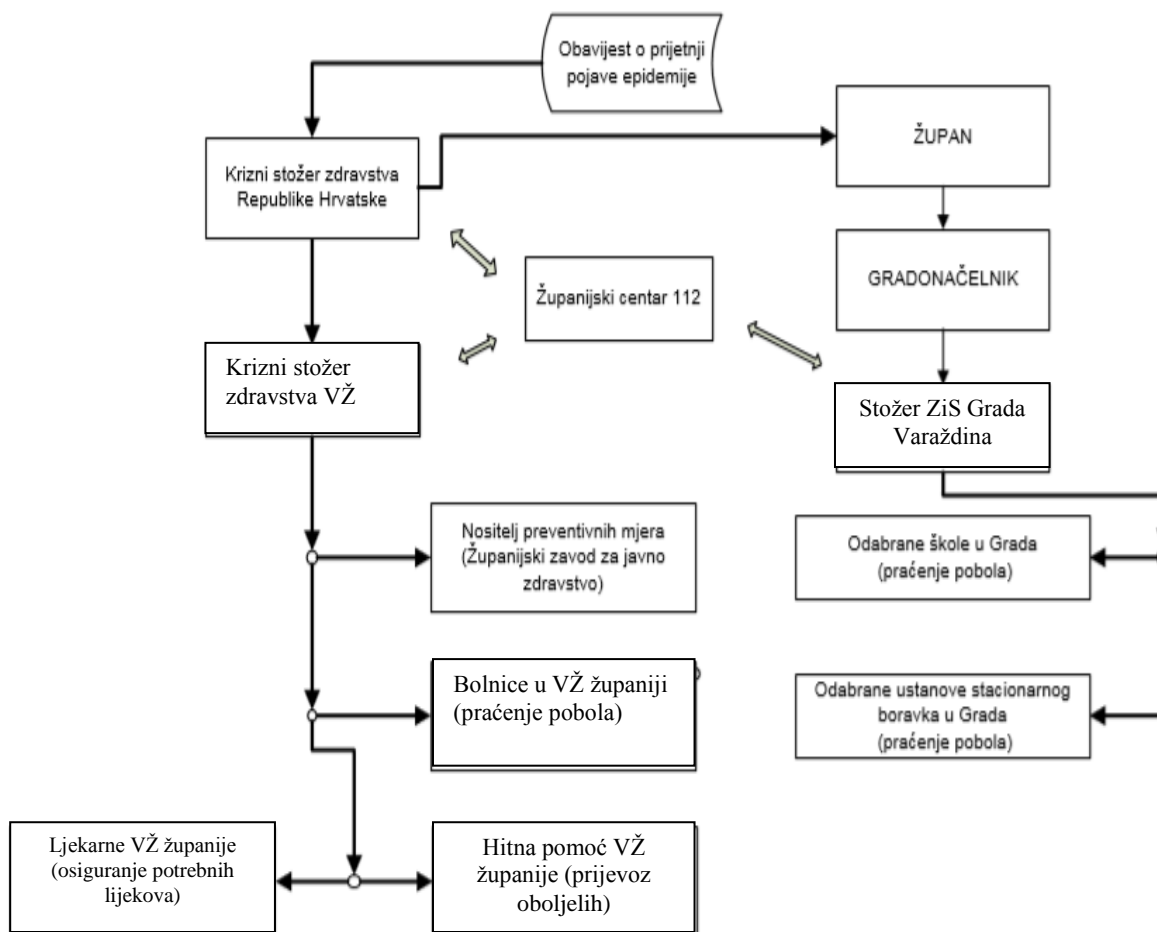 Obavijest o prijetnji
pojave epidemije
ŽUPAN
Krizni stožer zdravstva
Republike Hrvatske
GRADONAČELNIK
Županijski centar 112
Krizni stožer
zdravstva VŽ
Stožer ZiS Grada
Varaždina
Nositelj preventivnih mjera
(Županijski zavod za javno
zdravstvo)
Odabrane škole u Grada
(praćenje pobola)
Bolnice u VŽ županiji
(praćenje pobola)
Odabrane ustanove stacionarnog
boravka u Grada
(praćenje pobola)
Ljekarne VŽ županije
(osiguranje potrebnih
lijekova)
Hitna pomoć VŽ
županije (prijevoz
oboljelih)